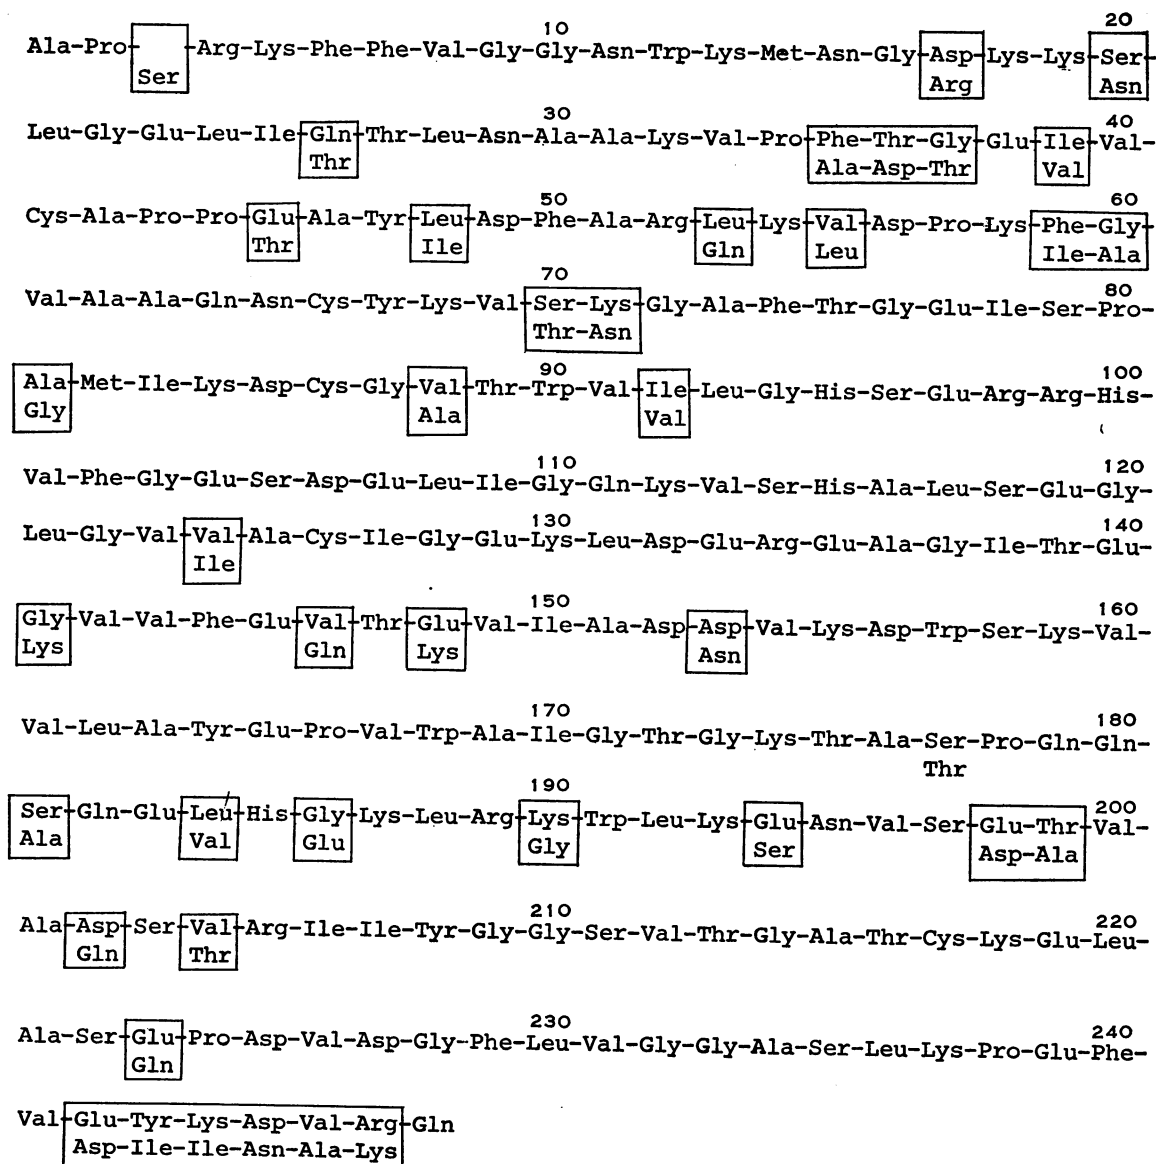 10 20
Ala-Pro- -Arg-Lys-Phe-Phe-Val-Gly-Gly-Asn-Trp-Lys-Met-Asn-Gly-Asp-Lys-Lys-Ser-
Ser Arg Asn
30 40
Leu-Gly-Glu-Leu-Ile-Gln-Thr-Leu-Asn-Ala-Ala-Lys-Val-Pro-Phe-Thr-Gly-Glu-Ile-Val-
Thr Ala-Asp-Thr Val
50 60
Cys-Ala-Pro-Pro-Glu-Ala-Tyr-Leu-Asp-Phe-Ala-Arg-Leu-Lys-Val-Asp-Pro-Lys-Phe-Gly-
Thr Ile Gln Leu Ile-Ala
70 80
Val-Ala-Ala-Gln-Asn-Cys-Tyr-Lys-Val-Ser-Lys-Gly-Ala-Phe-Thr-Gly-Glu-Ile-Ser-Pro-
Thr-Asn
90 100
Ala-Met-Ile-Lys-Asp-Cys-Gly-Val-Thr-Trp-Val-Ile-Leu-Gly-His-Ser-Glu-Arg-Arg-His-
Gly Ala Val
110 120
Val-Phe-Gly-Glu-Ser-Asp-Glu-Leu-Ile-Gly-Gln-Lys-Val-Ser-His-Ala-Leu-Ser-Glu-Gly-
130 140
Leu-Gly-Val-Val-Ala-Cys-Ile-Gly-Glu-Lys-Leu-Asp-Glu-Arg-Glu-Ala-Gly-Ile-Thr-Glu-
Ile
150 160
Gly-Val-Val-Phe-Glu-Val-Thr-Glu-Val-Ile-Ala-Asp-Asp-Val-Lys-Asp-Trp-Ser-Lys-Val-
Lys Gln Lys Asn
170 180
Val-Leu-Ala-Tyr-Glu-Pro-Val-Trp-Ala-Ile-Gly-Thr-Gly-Lys-Thr-Ala-Ser-Pro-Gln-Gln-
Thr
190 200
Ser-Gln-Glu-Leu-His-Gly-Lys-Leu-Arg-Lys-Trp-Leu-Lys-Glu-Asn-Val-Ser-Glu-Thr-Val-
Ala Val Glu Gly Ser Asp-Ala
210 220
Ala-Asp-Ser-Val-Arg-Ile-Ile-Tyr-Gly-Gly-Ser-Val-Thr-Gly-Ala-Thr-Cys-Lys-Glu-Leu-
Gln Thr
230 240
Ala-Ser-Glu-Pro-Asp-Val-Asp-Gly-Phe-Leu-Val-Gly-Gly-Ala-Ser-Leu-Lys-Pro-Glu-Phe-
Gln
Val-Glu-Tyr-Lys-Asp-Val-Arg-Gln
Asp-Ile-Ile-Asn-Ala-Lys